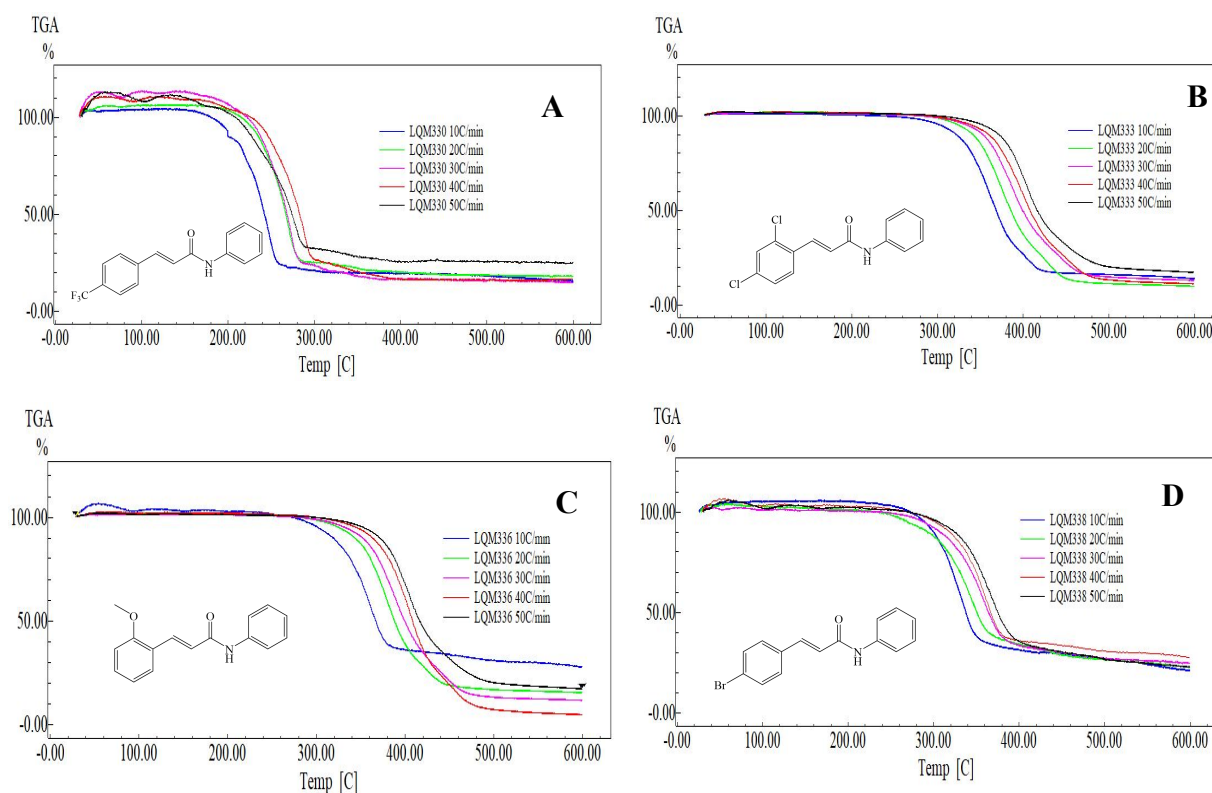 TGA
%
A
100.00
50.00
-0.00
LQM330 10C/min
LQM330 20C/min
LQM330 30C/min
LQM330 40C/min
LQM330 50C/min
O
N
H
F3C
-0.00 100.00 200.00 300.00 400.00 500.00 600.00
Temp [C]
TGA
%
B
100.00
50.00
-0.00
LQM333 10C/min
LQM333 20C/min
LQM333 30C/min
LQM333 40C/min
LQM333 50C/min
Cl
O
N
H
Cl
-0.00 100.00 200.00 300.00 400.00 500.00 600.00
Temp [C]
TGA
%
C
100.00
50.00
-0.00
LQM336 10C/min
LQM336 20C/min
LQM336 30C/min
LQM336 40C/min
LQM336 50C/min
O
O
N
H
-0.00 100.00 200.00 300.00 400.00 500.00 600.00
Temp [C]
TGA
%
D
100.00
50.00
-0.00
LQM338 10C/min
LQM338 20C/min
LQM338 30C/min
LQM338 40C/min
LQM338 50C/min
O
N
H
Br
-0.00 100.00 200.00 300.00 400.00 500.00 600.00
Temp [C]